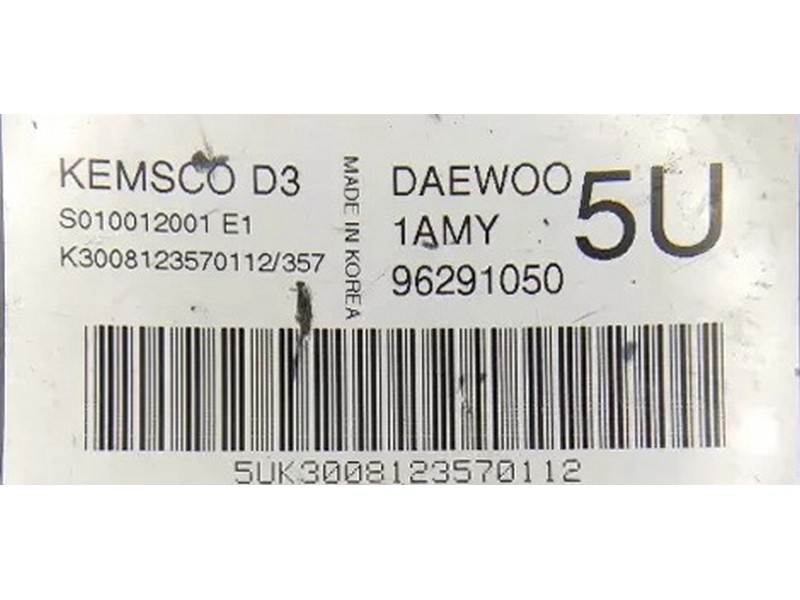 KEMSCO D3
S010012001 E1
K3008123570112/357
MADE IN KOREA
DAEWOO
1AMY
96291050
5U
5UK3008123570112